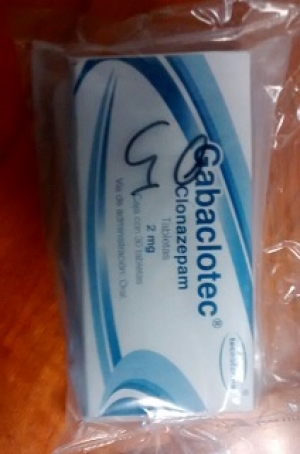 Gabaclotec®
Clonazepam
Tabletas
2 mg
Caja con 30 tabletas
Vía de administración: Oral.